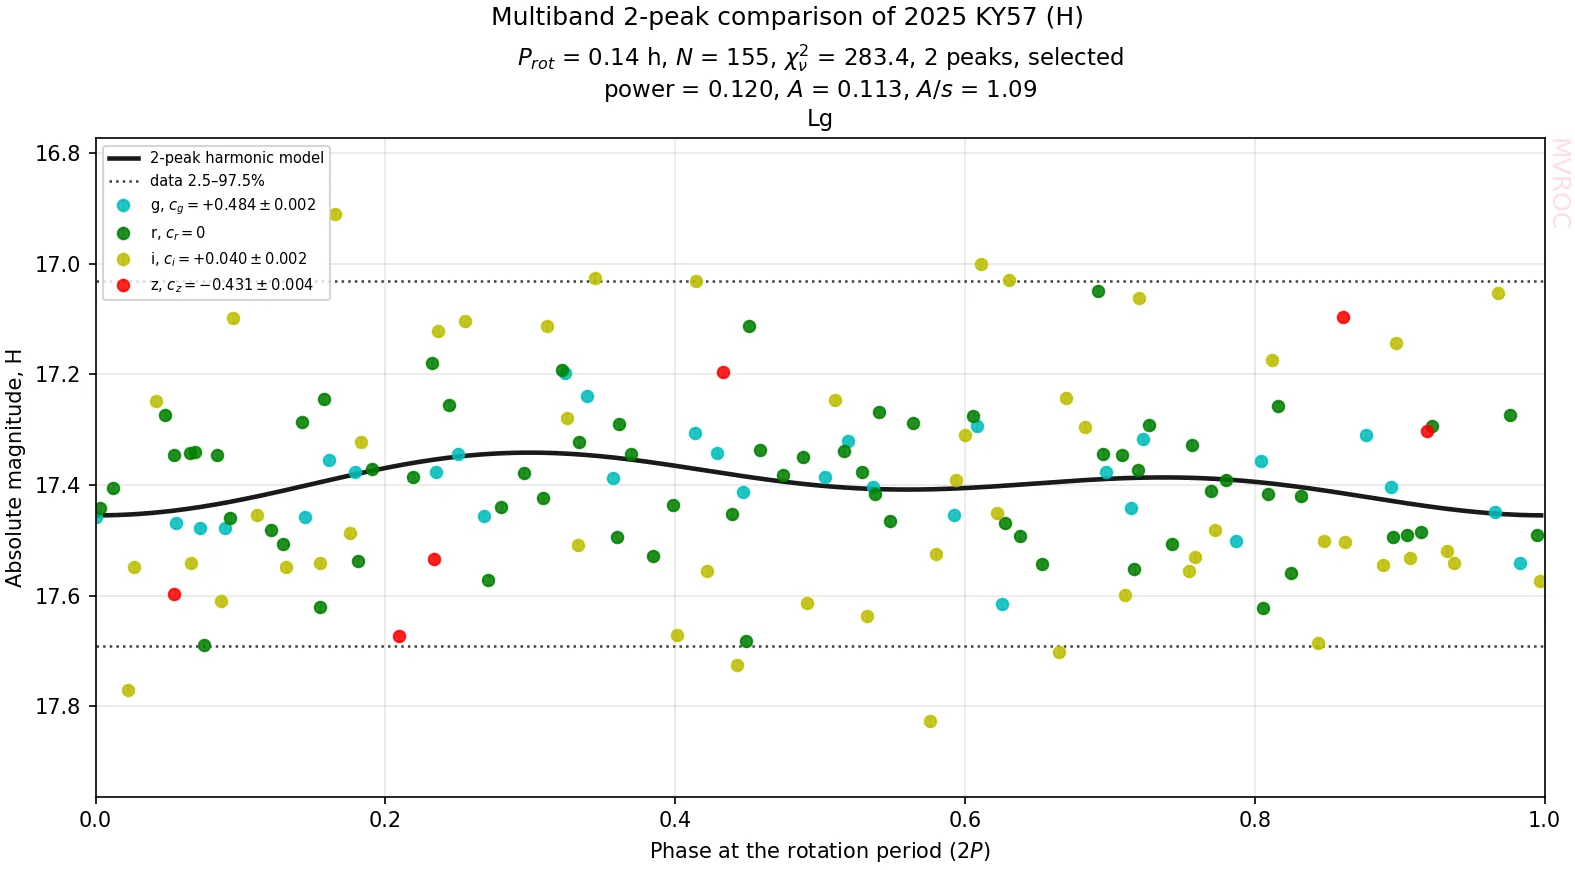 Multiband 2-peak comparison of 2025 KY57 (H)
P_rot = 0.14 h, N = 155, χ²_ν = 283.4, 2 peaks, selected
power = 0.120, A = 0.113, A/s = 1.09
Lg
MVROC
2-peak harmonic model
data 2.5–97.5%
g, c_g = +0.484 ± 0.002
r, c_r = 0
i, c_i = +0.040 ± 0.002
z, c_z = −0.431 ± 0.004
Absolute magnitude, H
16.8
17.0
17.2
17.4
17.6
17.8
0.0 0.2 0.4 0.6 0.8 1.0
Phase at the rotation period (2P)